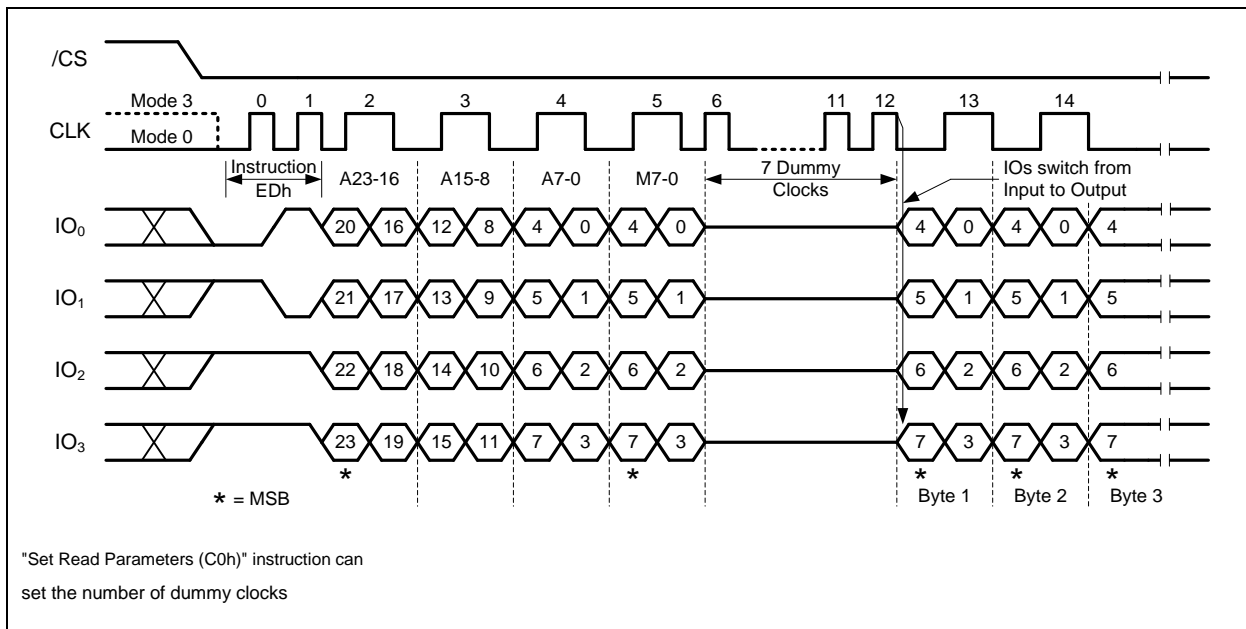 /CS
Mode 3 0 1 2 3 4 5 6 11 12 13 14
CLK
Mode 0
Instruction
EDh
A23-16 A15-8 A7-0 M7-0
7 Dummy
Clocks
IOs switch from
Input to Output
IO0 20 16 12 8 4 0 4 0 4 0 4 0 4
IO1 21 17 13 9 5 1 5 1 5 1 5 1 5
IO2 22 18 14 10 6 2 6 2 6 2 6 2 6
IO3 23 19 15 11 7 3 7 3 7 3 7 3 7
* * * * *
* = MSB
Byte 1 Byte 2 Byte 3
"Set Read Parameters (C0h)" instruction can
set the number of dummy clocks